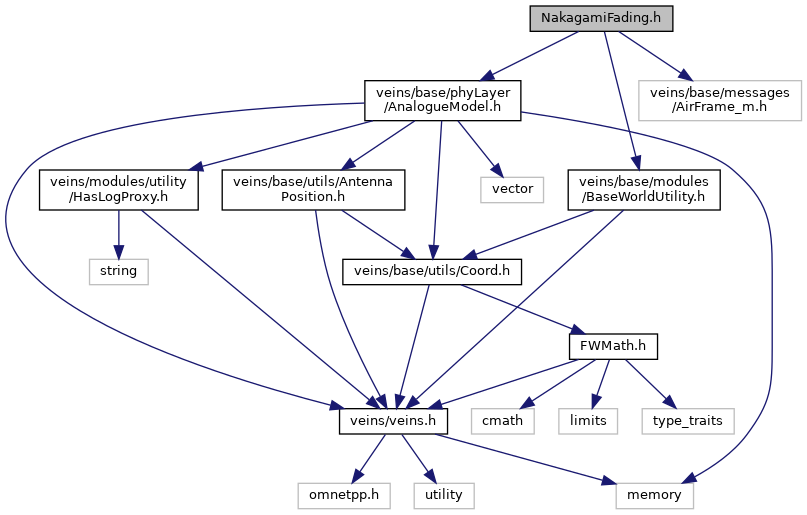 NakagamiFading.h
veins/base/phyLayer
/AnalogueModel.h
veins/base/messages
/AirFrame_m.h
veins/modules/utility
/HasLogProxy.h
veins/base/utils/Antenna
Position.h
vector
veins/base/modules
/BaseWorldUtility.h
string
veins/base/utils/Coord.h
FWMath.h
veins/veins.h
cmath
limits
type_traits
omnetpp.h
utility
memory